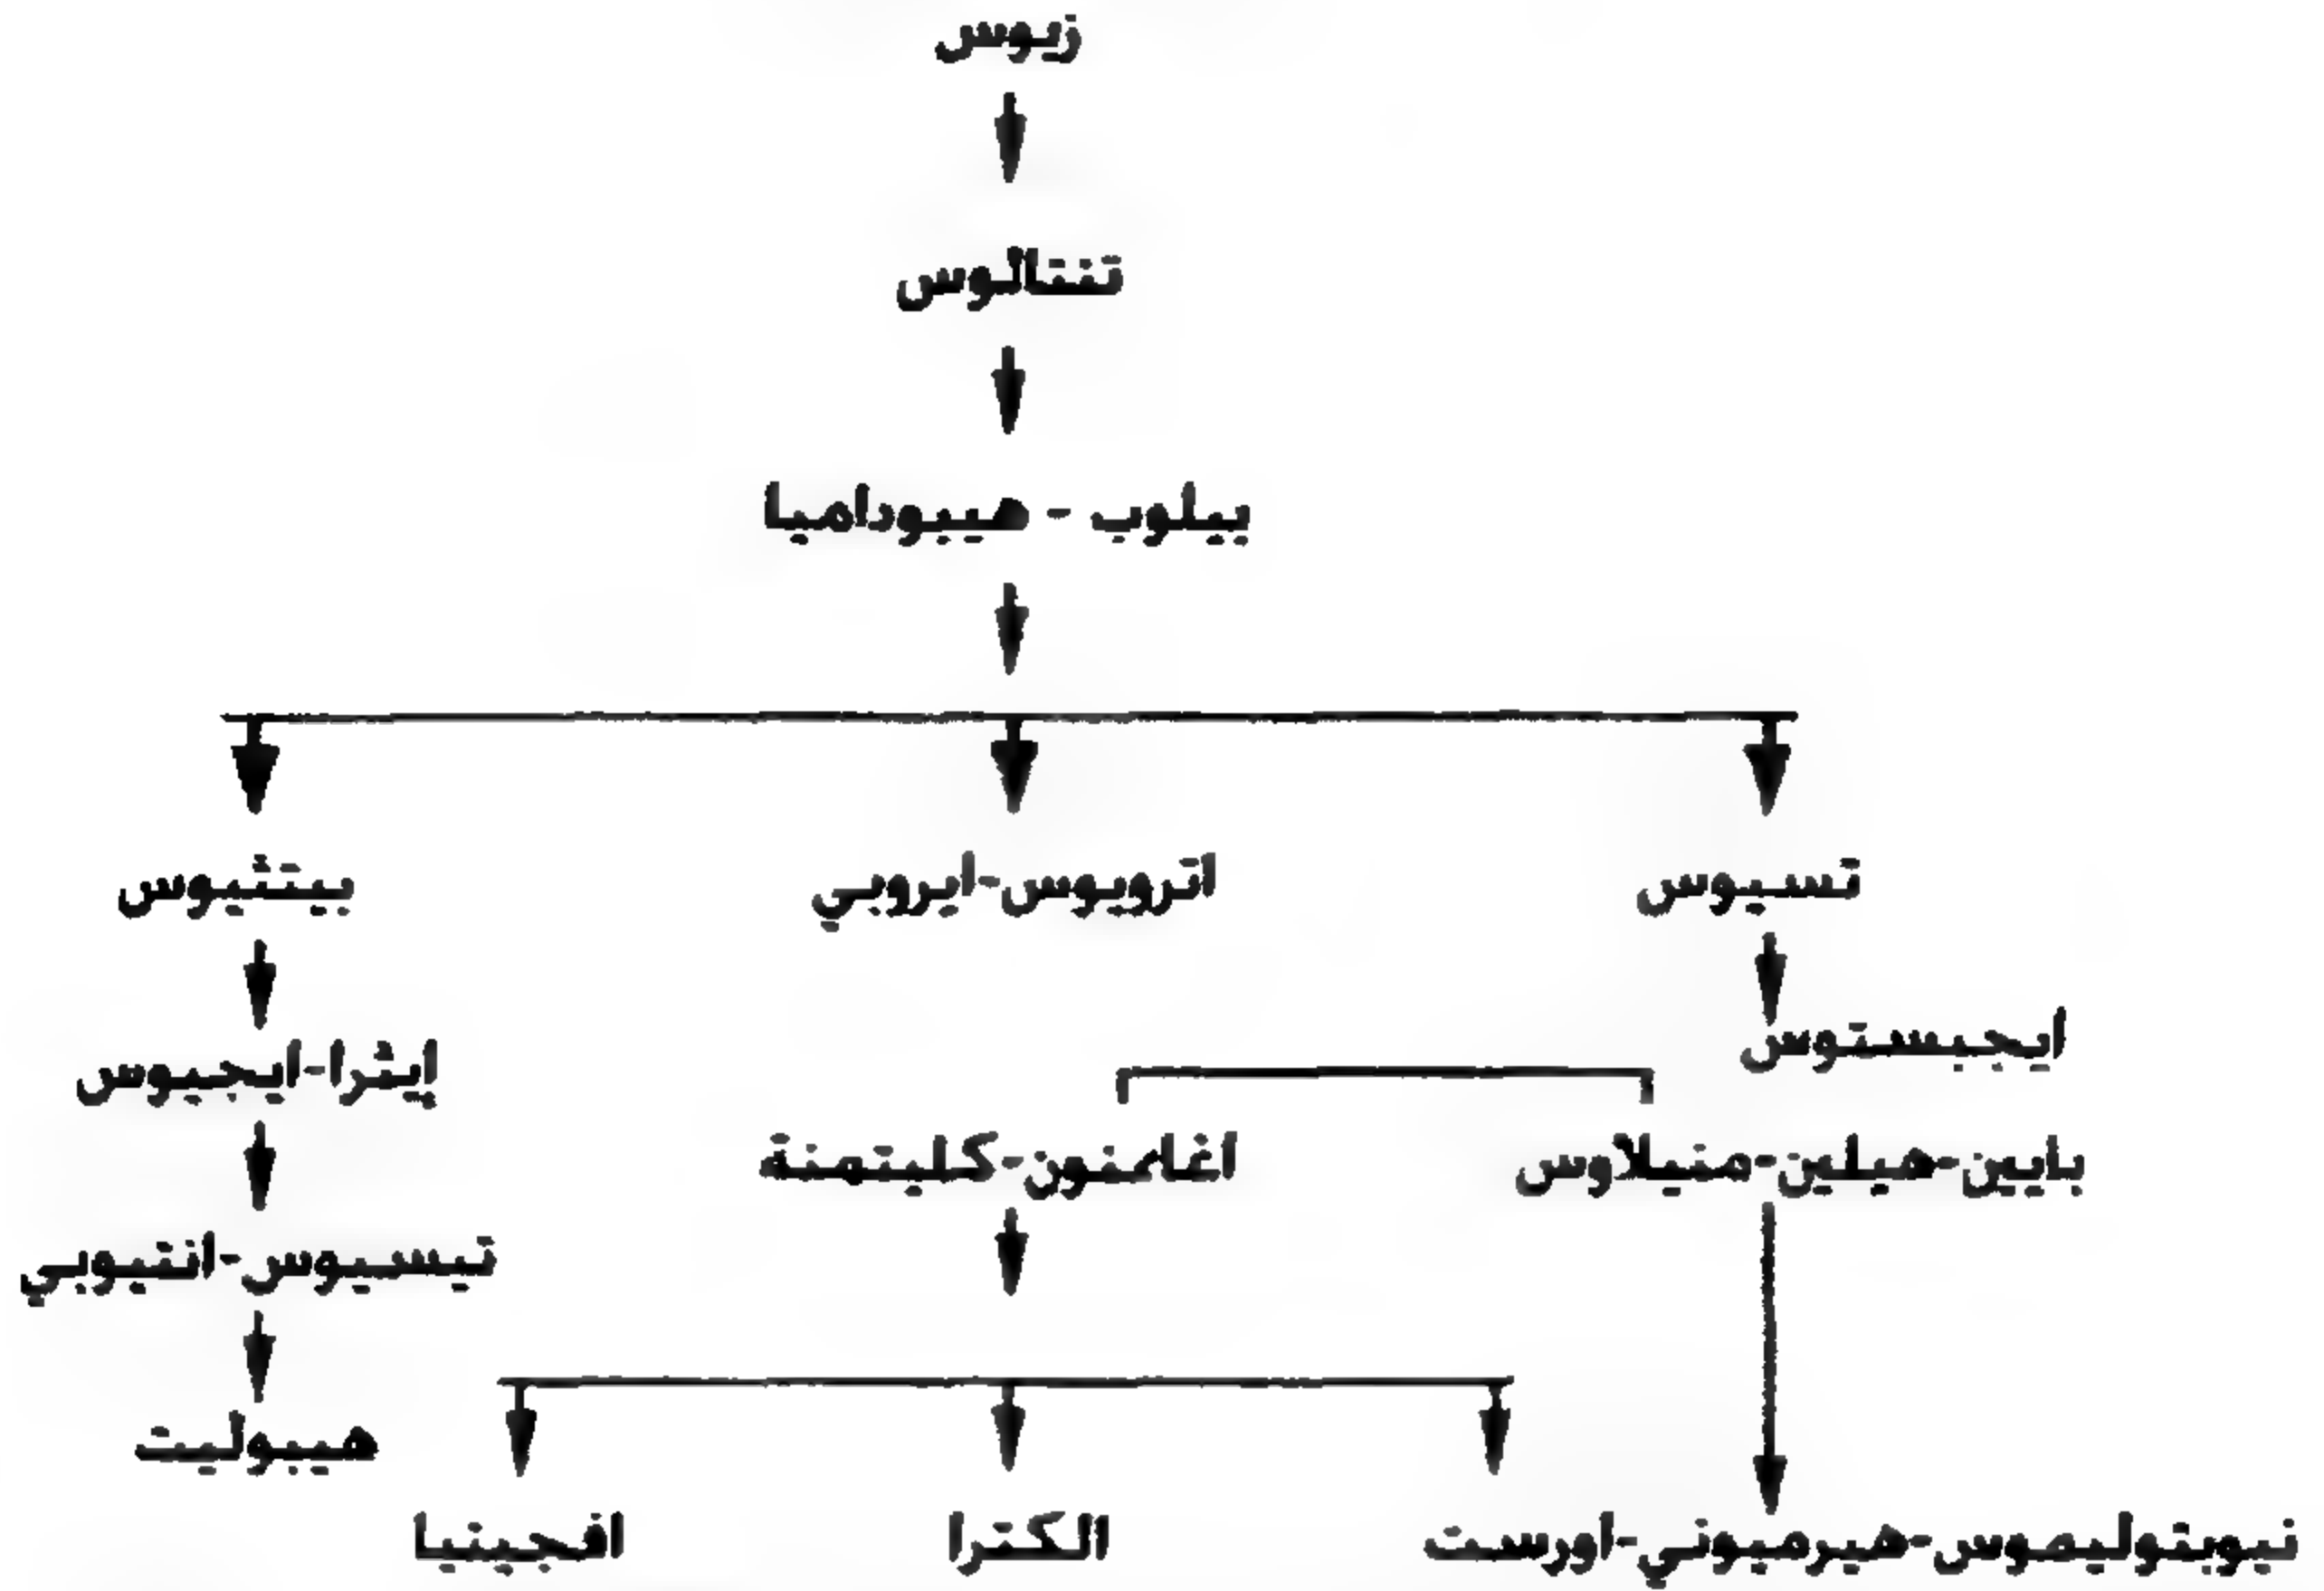 زيوس
تنتالوس
بيلوب - هيبوداميا
تسيوس
اترويوس-ايروبي
بيتثيوس
ايجيستوس
إيثرا-ايجيوس
بايين-هيلين-منيلاوس
اغاممنون-كليتمنة
تيسيوس-انتيوبي
هيبوليت
نيوبتوليموس-هيرميوني-اورست
الكترا
افجينيا